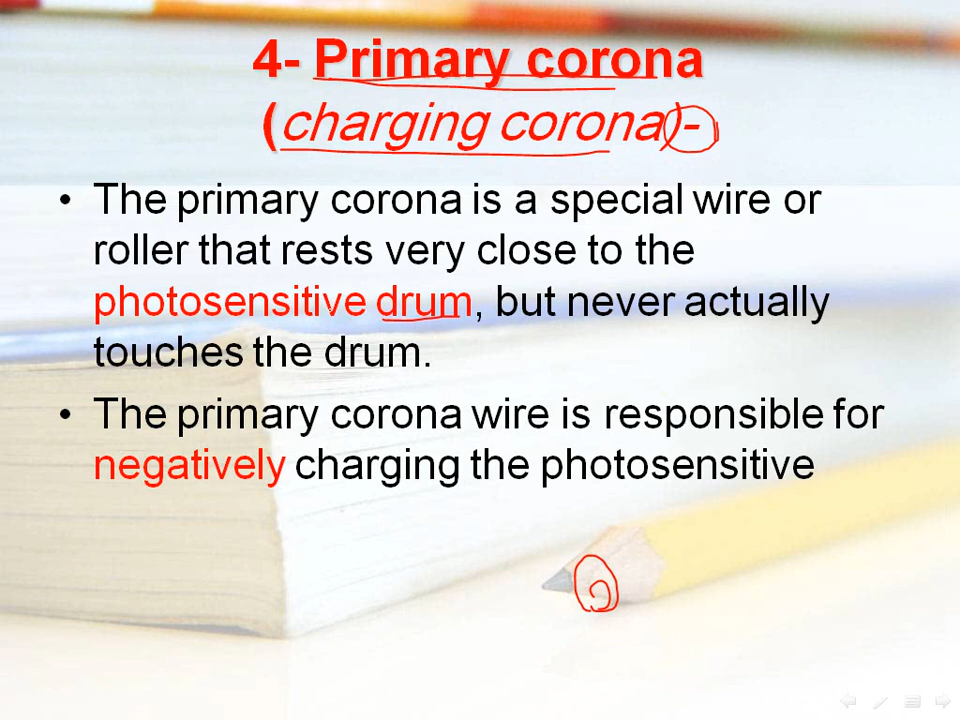 4- Primary corona
(charging corona)-
• The primary corona is a special wire or
roller that rests very close to the
photosensitive drum, but never actually
touches the drum.
• The primary corona wire is responsible for
negatively charging the photosensitive